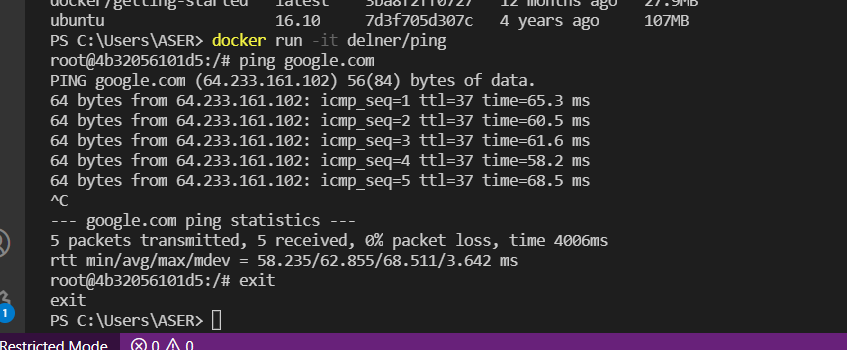 docker/getting-started   latest    3ba8f2ff0727   12 months ago   27.9MB
ubuntu                   16.10     7d3f705d307c   4 years ago     107MB
PS C:\Users\ASER> docker run -it delner/ping
root@4b32056101d5:/# ping google.com
PING google.com (64.233.161.102) 56(84) bytes of data.
64 bytes from 64.233.161.102: icmp_seq=1 ttl=37 time=65.3 ms
64 bytes from 64.233.161.102: icmp_seq=2 ttl=37 time=60.5 ms
64 bytes from 64.233.161.102: icmp_seq=3 ttl=37 time=61.6 ms
64 bytes from 64.233.161.102: icmp_seq=4 ttl=37 time=58.2 ms
64 bytes from 64.233.161.102: icmp_seq=5 ttl=37 time=68.5 ms
^C
--- google.com ping statistics ---
5 packets transmitted, 5 received, 0% packet loss, time 4006ms
rtt min/avg/max/mdev = 58.235/62.855/68.511/3.642 ms
root@4b32056101d5:/# exit
exit
PS C:\Users\ASER>
1
Restricted Mode 0 0